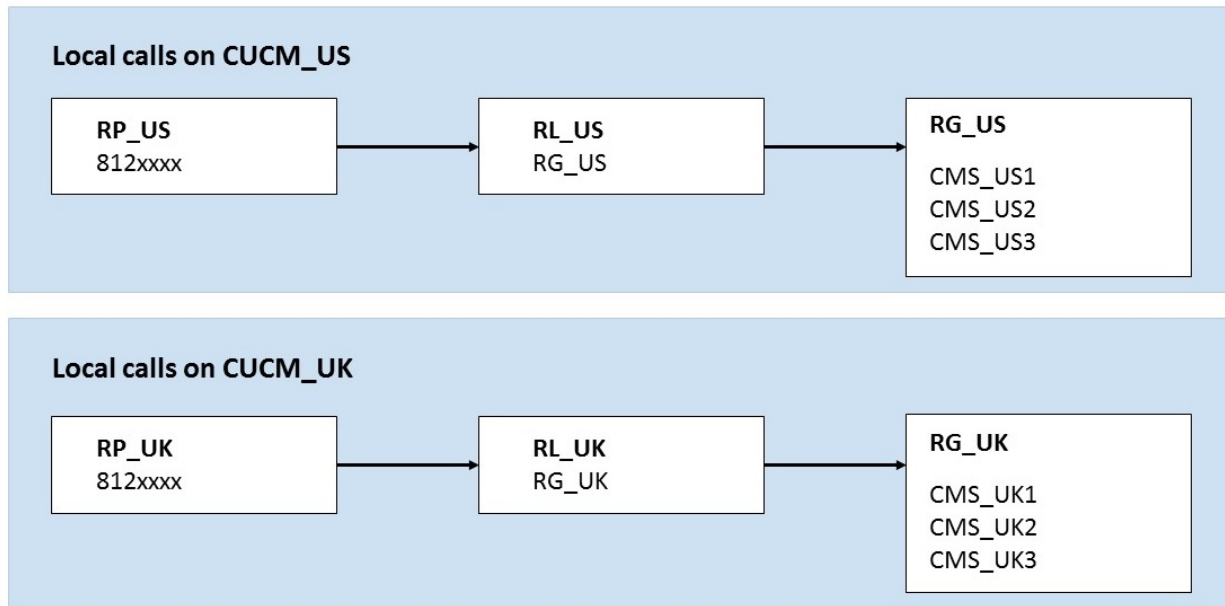 Local calls on CUCM_US
RP_US
812xxxx
RL_US
RG_US
RG_US
CMS_US1
CMS_US2
CMS_US3
Local calls on CUCM_UK
RP_UK
812xxxx
RL_UK
RG_UK
RG_UK
CMS_UK1
CMS_UK2
CMS_UK3